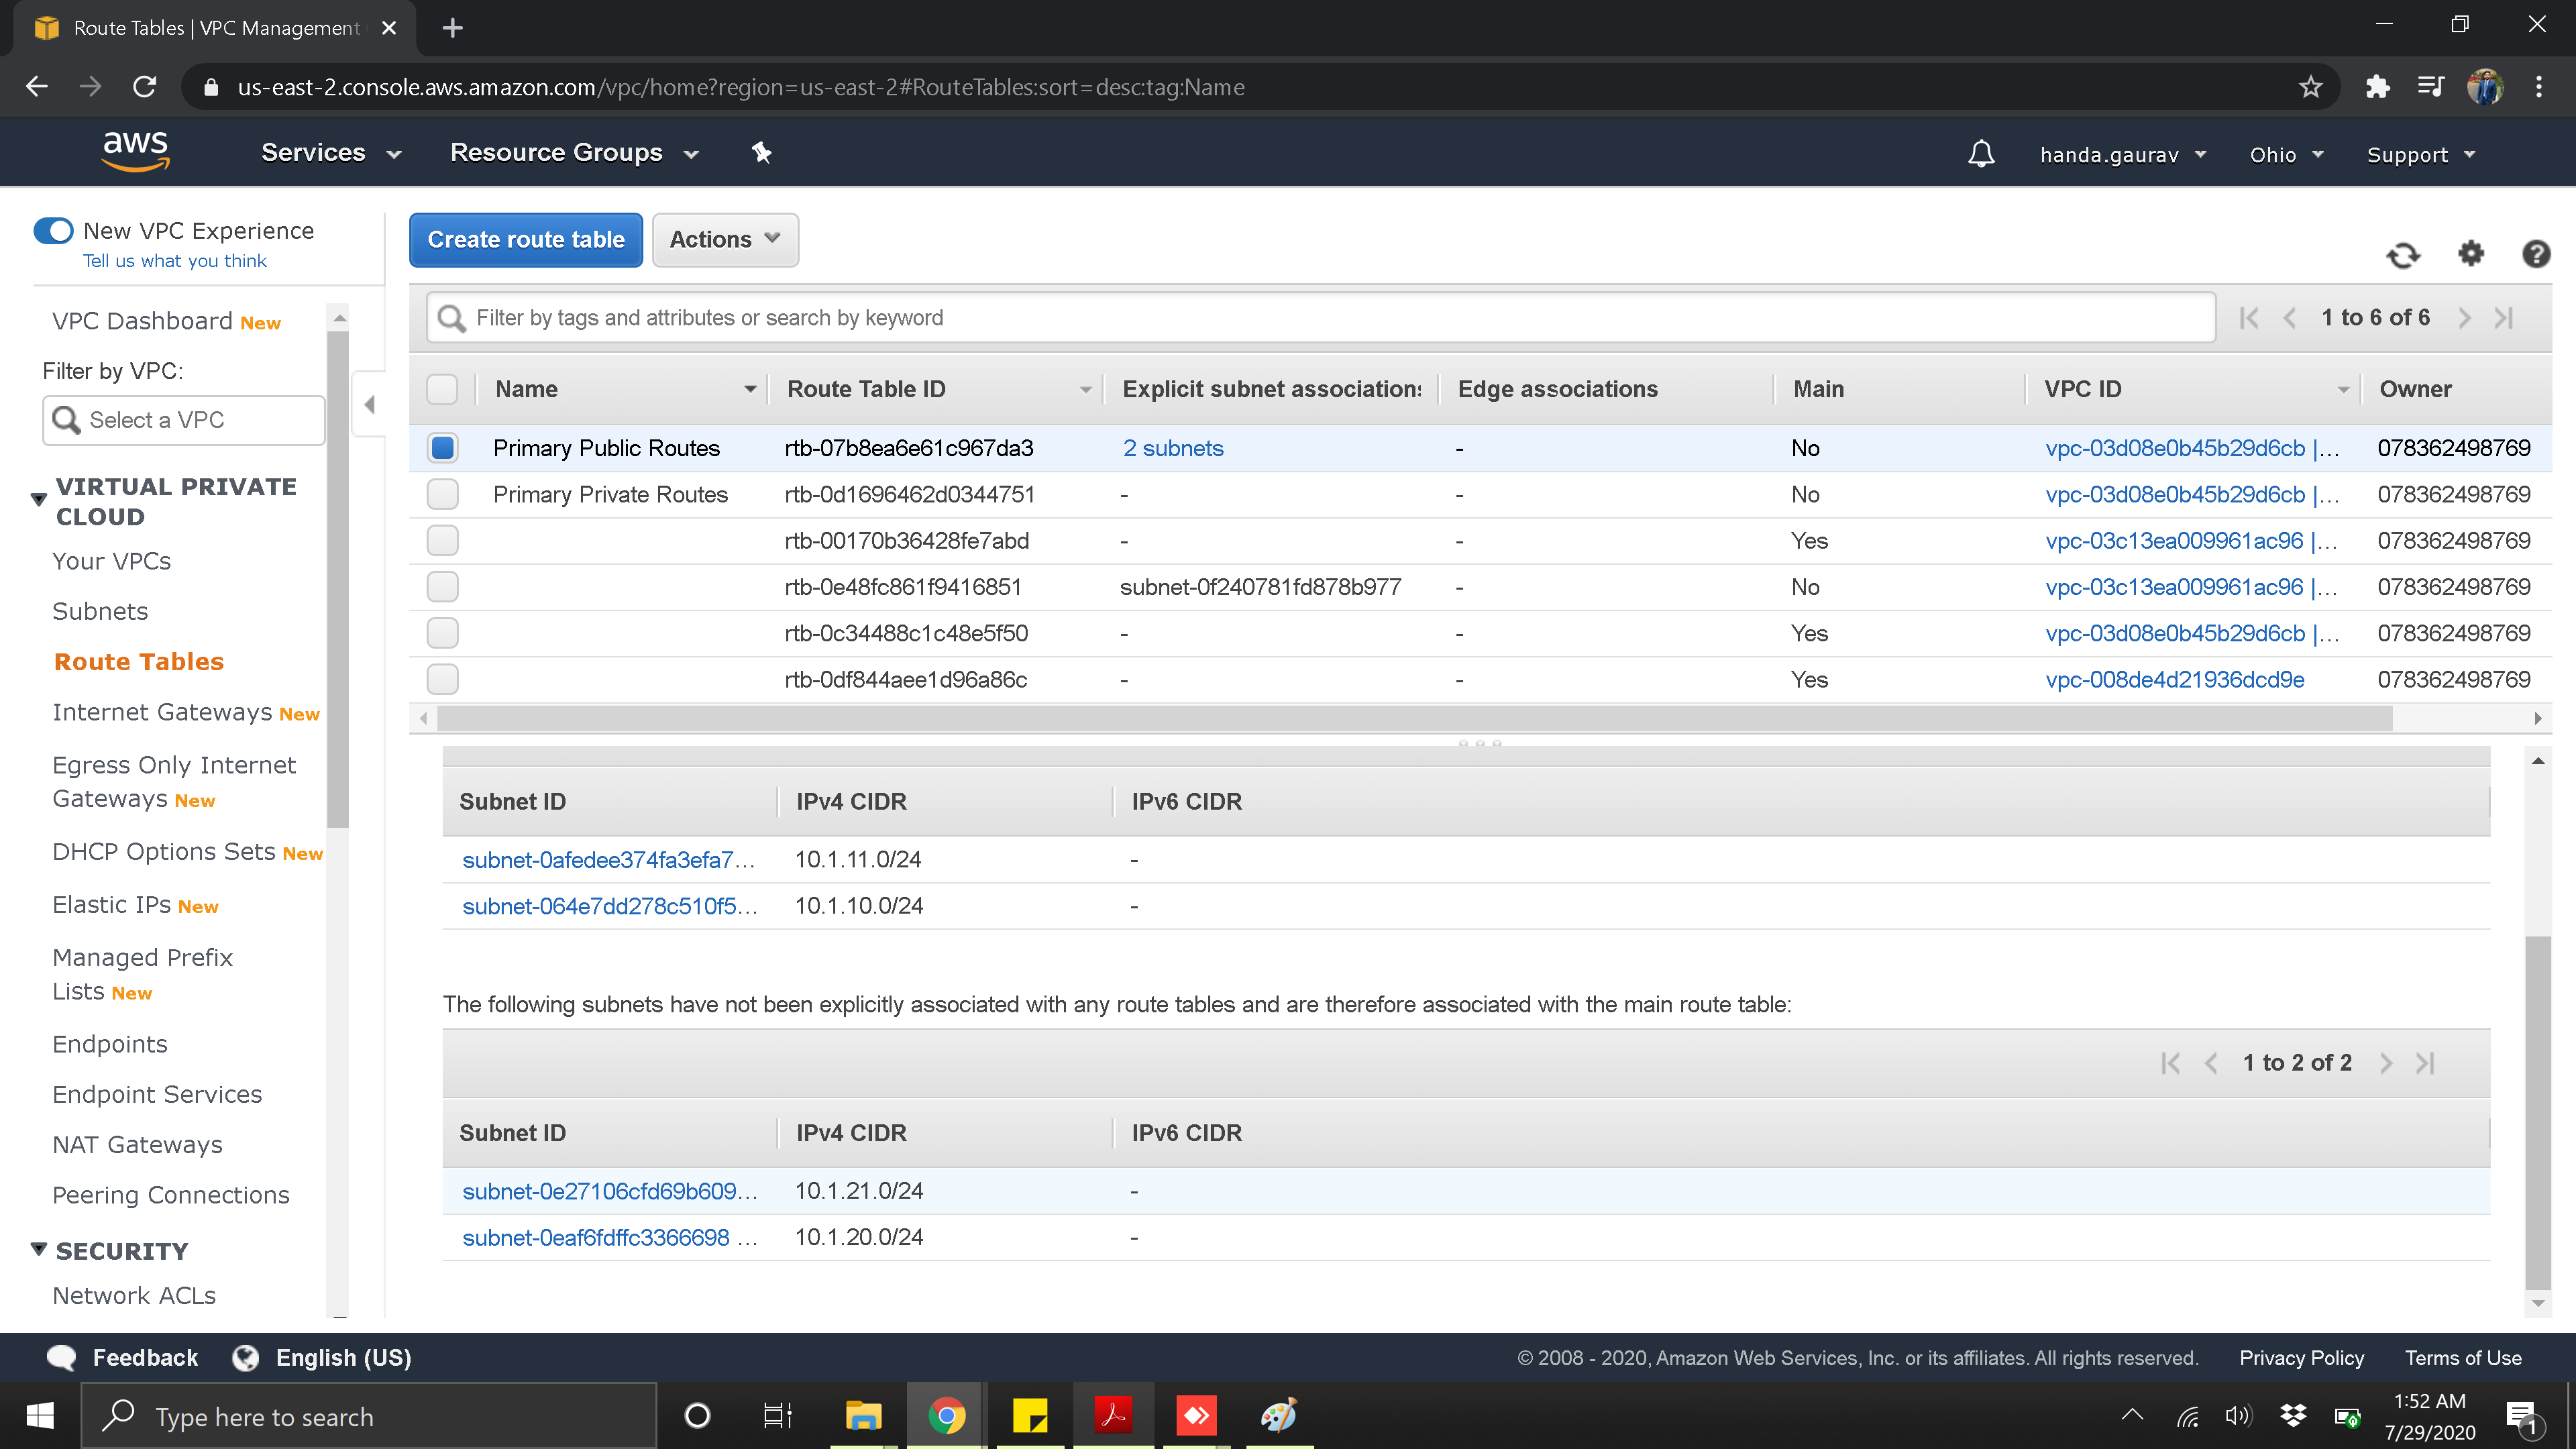 Route Tables | VPC Management
us-east-2.console.aws.amazon.com/vpc/home?region=us-east-2#RouteTables:sort=desc:tag:Name
aws Services Resource Groups handa.gaurav Ohio Support
New VPC Experience
Tell us what you think
VPC Dashboard New
Filter by VPC:
Select a VPC
VIRTUAL PRIVATE
CLOUD
Your VPCs
Subnets
Route Tables
Internet Gateways New
Egress Only Internet
Gateways New
DHCP Options Sets New
Elastic IPs New
Managed Prefix
Lists New
Endpoints
Endpoint Services
NAT Gateways
Peering Connections
SECURITY
Network ACLs
Create route table Actions
Filter by tags and attributes or search by keyword 1 to 6 of 6
Name Route Table ID Explicit subnet associations Edge associations Main VPC ID Owner
Primary Public Routes rtb-07b8ea6e61c967da3 2 subnets - No vpc-03d08e0b45b29d6cb |... 078362498769
Primary Private Routes rtb-0d1696462d0344751 - - No vpc-03d08e0b45b29d6cb |... 078362498769
rtb-00170b36428fe7abd - - Yes vpc-03c13ea009961ac96 |... 078362498769
rtb-0e48fc861f9416851 subnet-0f240781fd878b977 - No vpc-03c13ea009961ac96 |... 078362498769
rtb-0c34488c1c48e5f50 - - Yes vpc-03d08e0b45b29d6cb |... 078362498769
rtb-0df844aee1d96a86c - - Yes vpc-008de4d21936dcd9e 078362498769
Subnet ID IPv4 CIDR IPv6 CIDR
subnet-0afedee374fa3efa7... 10.1.11.0/24 -
subnet-064e7dd278c510f5... 10.1.10.0/24 -
The following subnets have not been explicitly associated with any route tables and are therefore associated with the main route table:
1 to 2 of 2
Subnet ID IPv4 CIDR IPv6 CIDR
subnet-0e27106cfd69b609... 10.1.21.0/24 -
subnet-0eaf6fdffc3366698 ... 10.1.20.0/24 -
Feedback English (US) © 2008 - 2020, Amazon Web Services, Inc. or its affiliates. All rights reserved. Privacy Policy Terms of Use
Type here to search
1:52 AM
7/29/2020
1